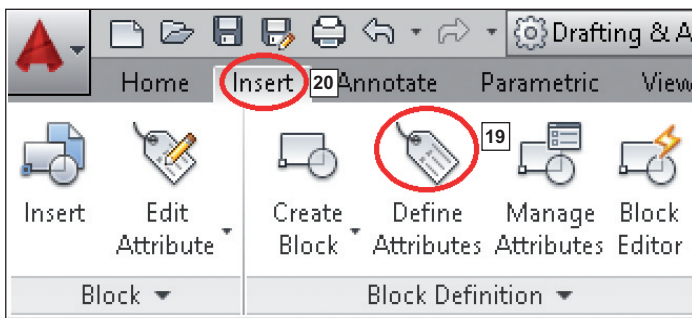 Drafting & A
Home Insert 20 Annotate Parametric View
19
Insert Edit Attribute Create Block Define Attributes Manage Attributes Block Editor
Block Block Definition